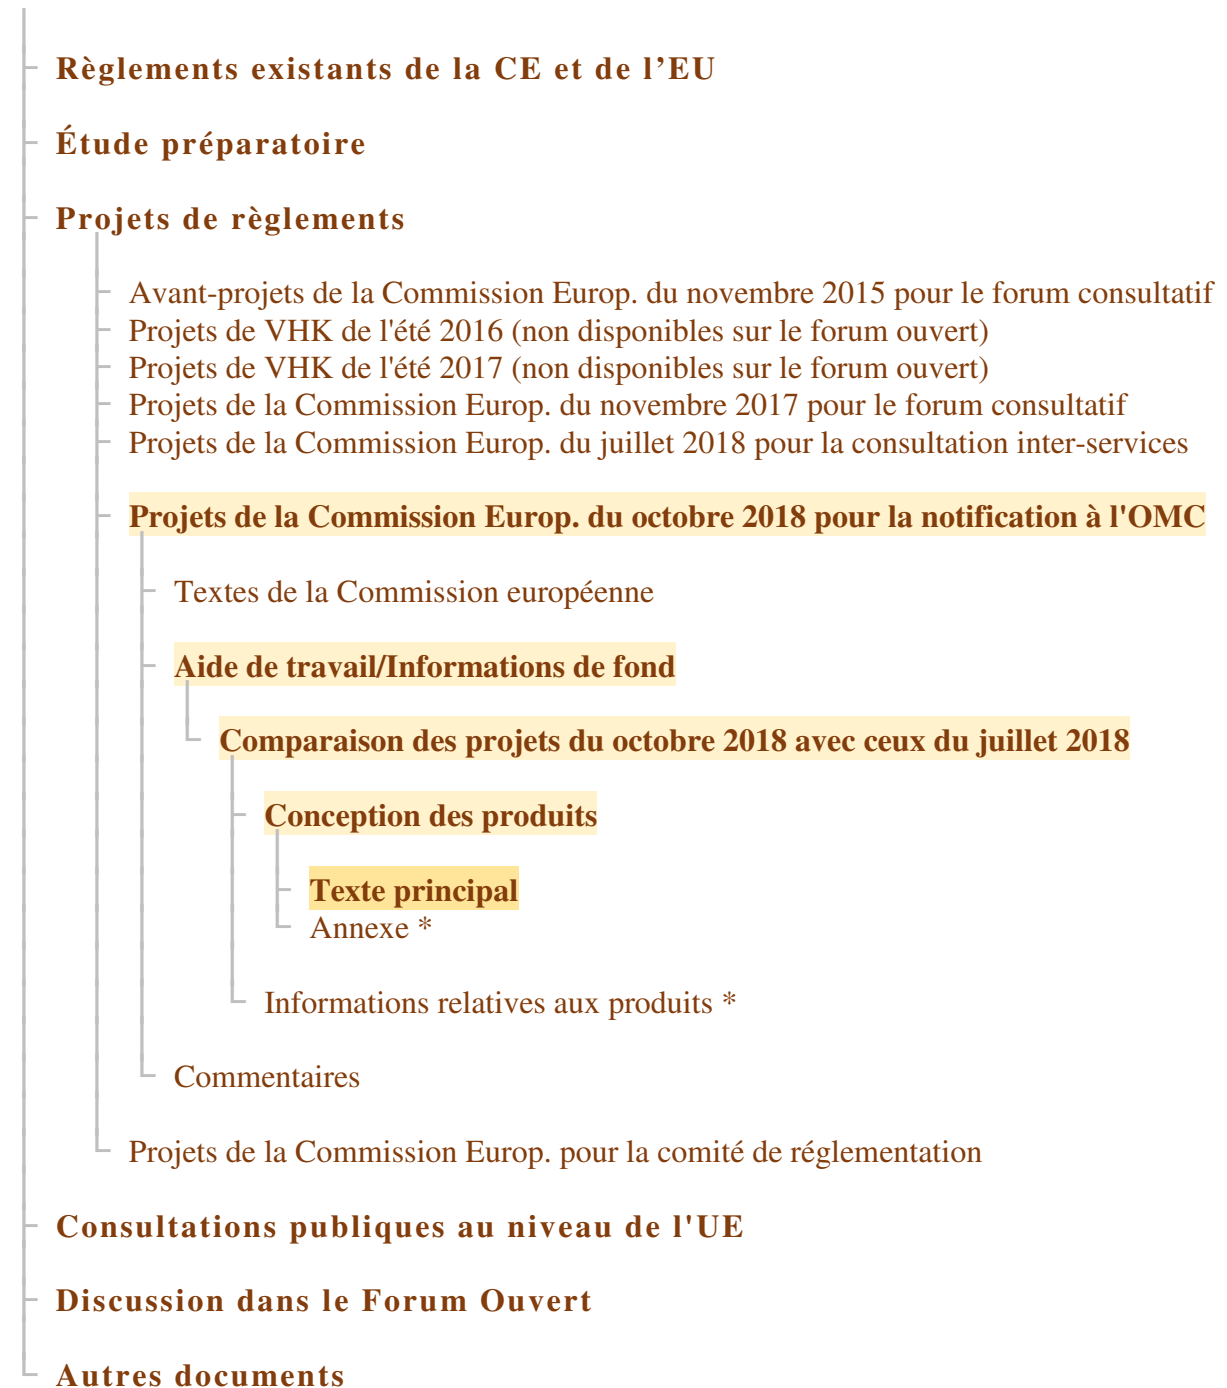 Règlements existants de la CE et de l’EU
Étude préparatoire
Projets de règlements
Avant-projets de la Commission Europ. du novembre 2015 pour le forum consultatif
Projets de VHK de l'été 2016 (non disponibles sur le forum ouvert)
Projets de VHK de l'été 2017 (non disponibles sur le forum ouvert)
Projets de la Commission Europ. du novembre 2017 pour le forum consultatif
Projets de la Commission Europ. du juillet 2018 pour la consultation inter-services
Projets de la Commission Europ. du octobre 2018 pour la notification à l'OMC
Textes de la Commission européenne
Aide de travail/Informations de fond
Comparaison des projets du octobre 2018 avec ceux du juillet 2018
Conception des produits
Texte principal
Annexe *
Informations relatives aux produits *
Commentaires
Projets de la Commission Europ. pour la comité de réglementation
Consultations publiques au niveau de l'UE
Discussion dans le Forum Ouvert
Autres documents